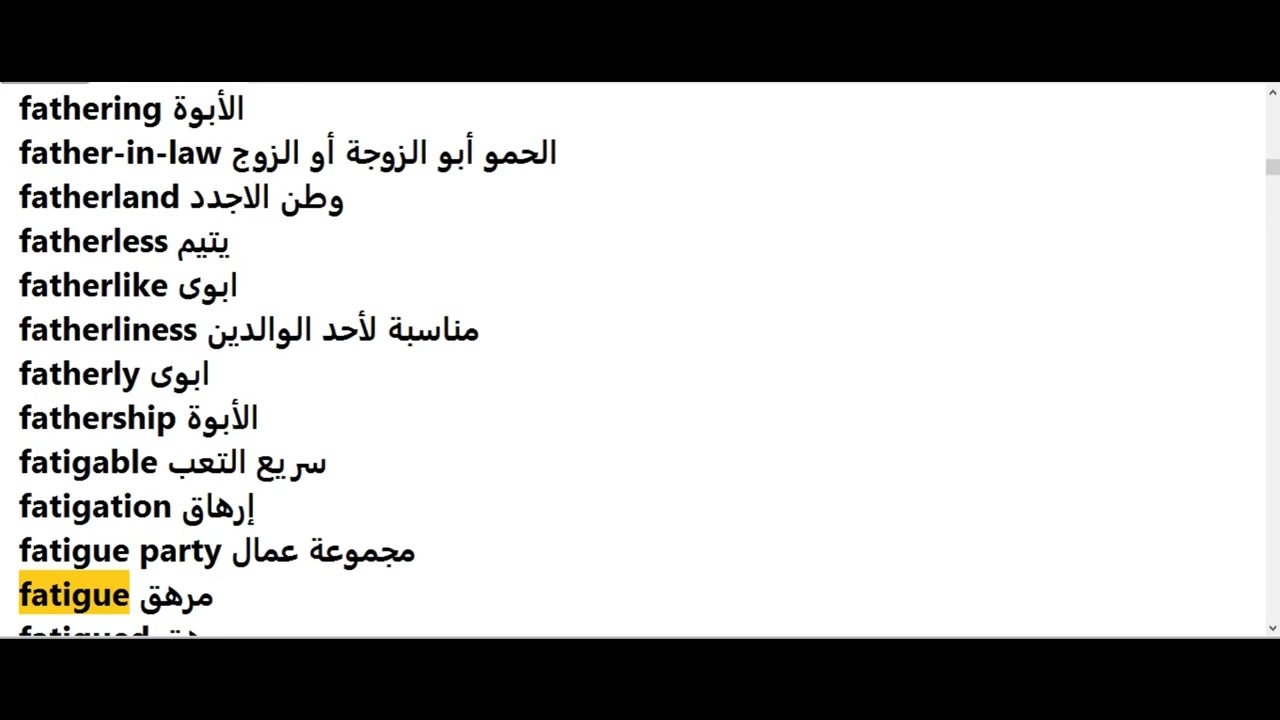 fathering الأبوة
father-in-law الحمو أبو الزوجة أو الزوج
fatherland وطن الاجدد
fatherless يتيم
fatherlike ابوى
fatherliness مناسبة لأحد الوالدين
fatherly ابوى
fathership الأبوة
fatigable سريع التعب
fatigation إرهاق
fatigue party مجموعة عمال
fatigue مرهق
fatigued